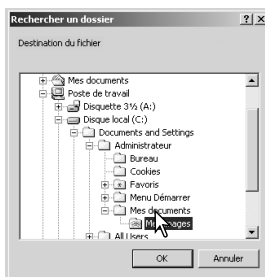 Rechercher un dossier
Destination du fichier
Mes documents
Poste de travail
Disquette 3½ (A:)
Disque local (C:)
Documents and Settings
Administrateur
Bureau
Cookies
Favoris
Menu Démarrer
Mes documents
All Users
OK Annuler